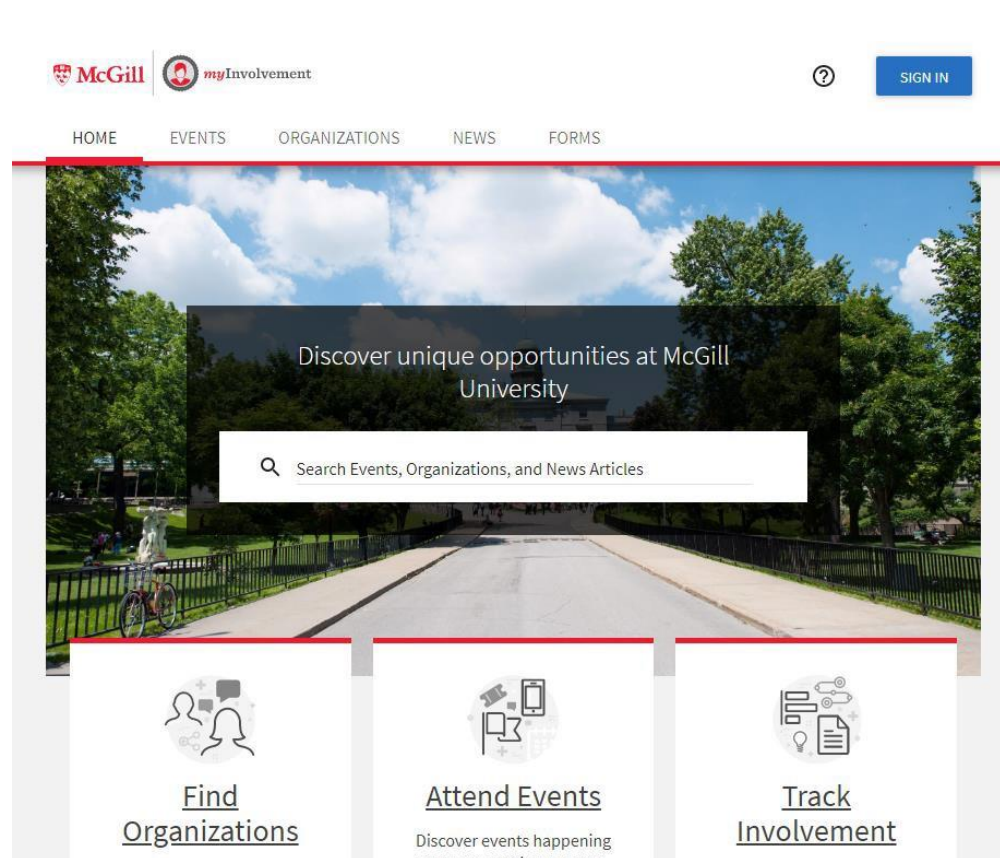 McGill
myInvolvement
SIGN IN
HOME EVENTS ORGANIZATIONS NEWS FORMS
Discover unique opportunities at McGill
University
Search Events, Organizations, and News Articles
Find
Organizations
Attend Events
Discover events happening
Track
Involvement